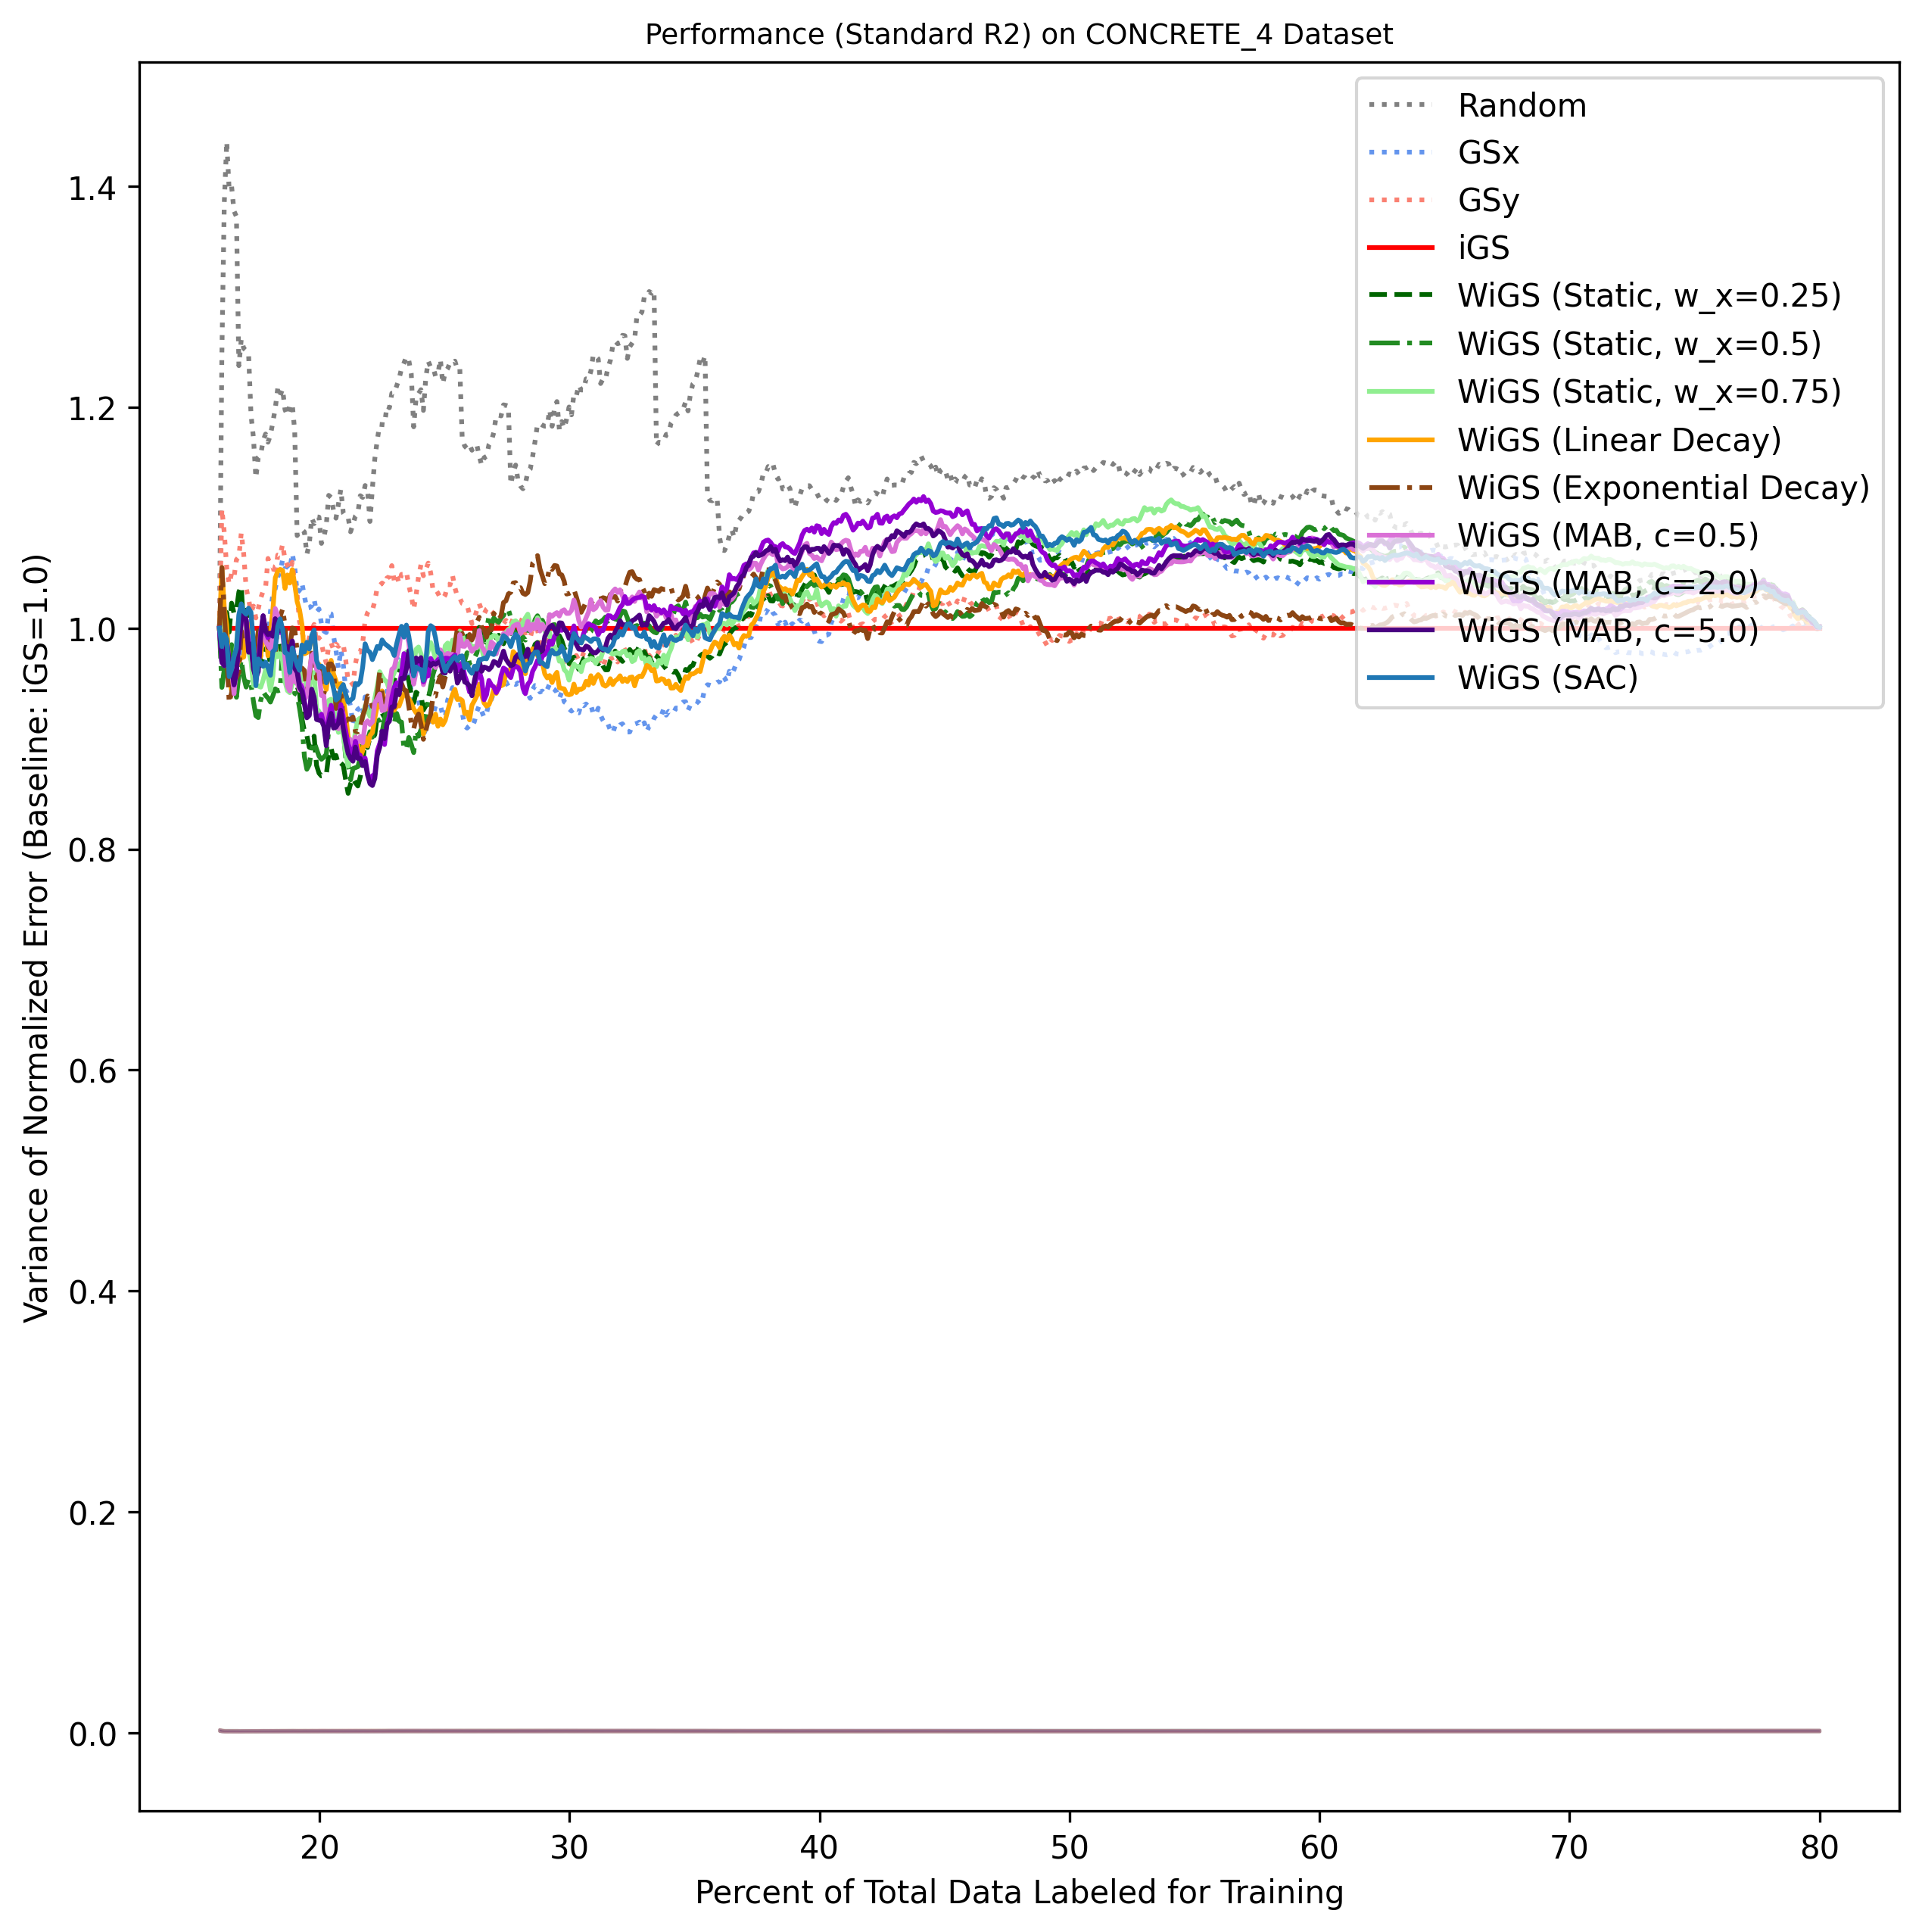 Performance (Standard R2) on CONCRETE_4 Dataset
Variance of Normalized Error (Baseline: iGS=1.0)
1.4
1.2
1.0
0.8
0.6
0.4
0.2
0.0
Random
GSx
GSy
iGS
WiGS (Static, w_x=0.25)
WiGS (Static, w_x=0.5)
WiGS (Static, w_x=0.75)
WiGS (Linear Decay)
WiGS (Exponential Decay)
WiGS (MAB, c=0.5)
WiGS (MAB, c=2.0)
WiGS (MAB, c=5.0)
WiGS (SAC)
20
30
40
50
60
70
80
Percent of Total Data Labeled for Training